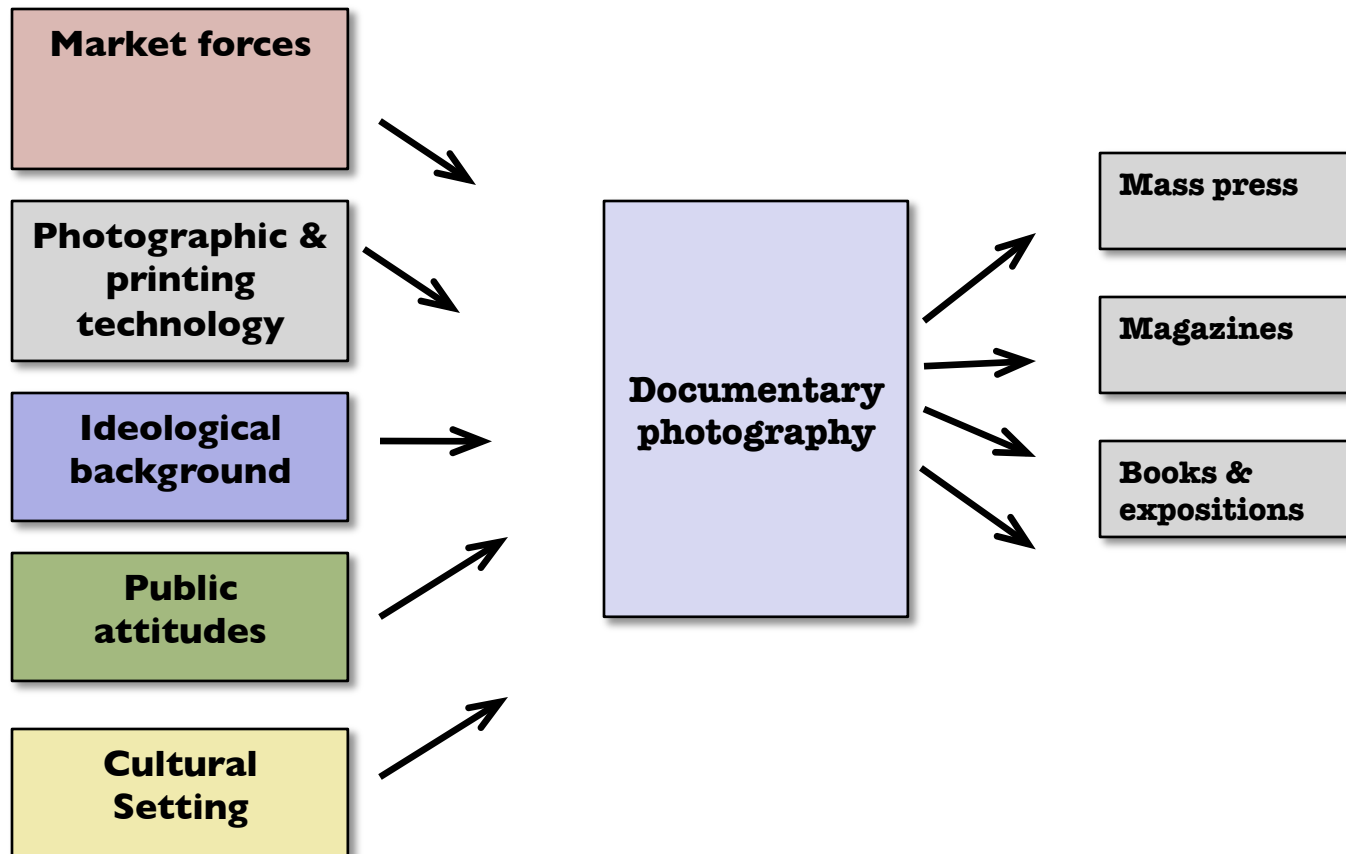 Market forces
Photographic &
printing
technology
Ideological
background
Public
attitudes
Cultural
Setting
Documentary
photography
Mass press
Magazines
Books &
expositions